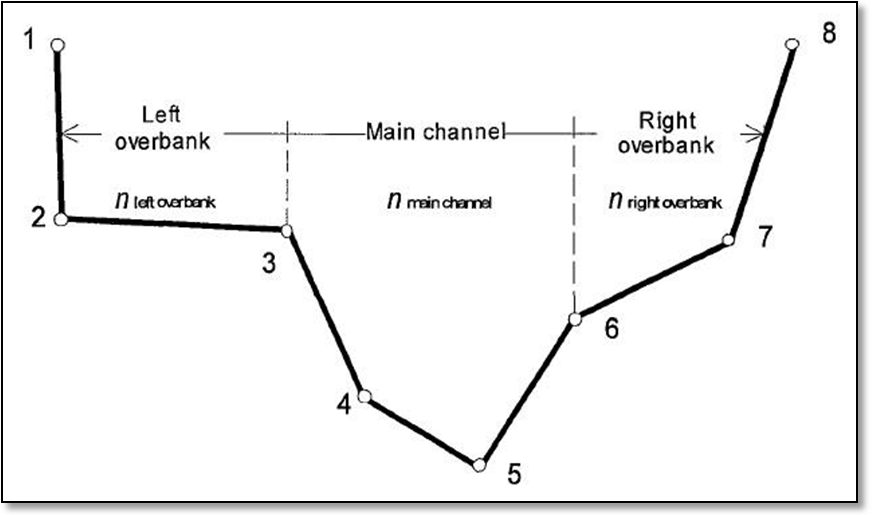 1
8
Left
overbank
Main channel
Right
overbank
n left overbank
n main channel
n right overbank
2
3
7
6
4
5